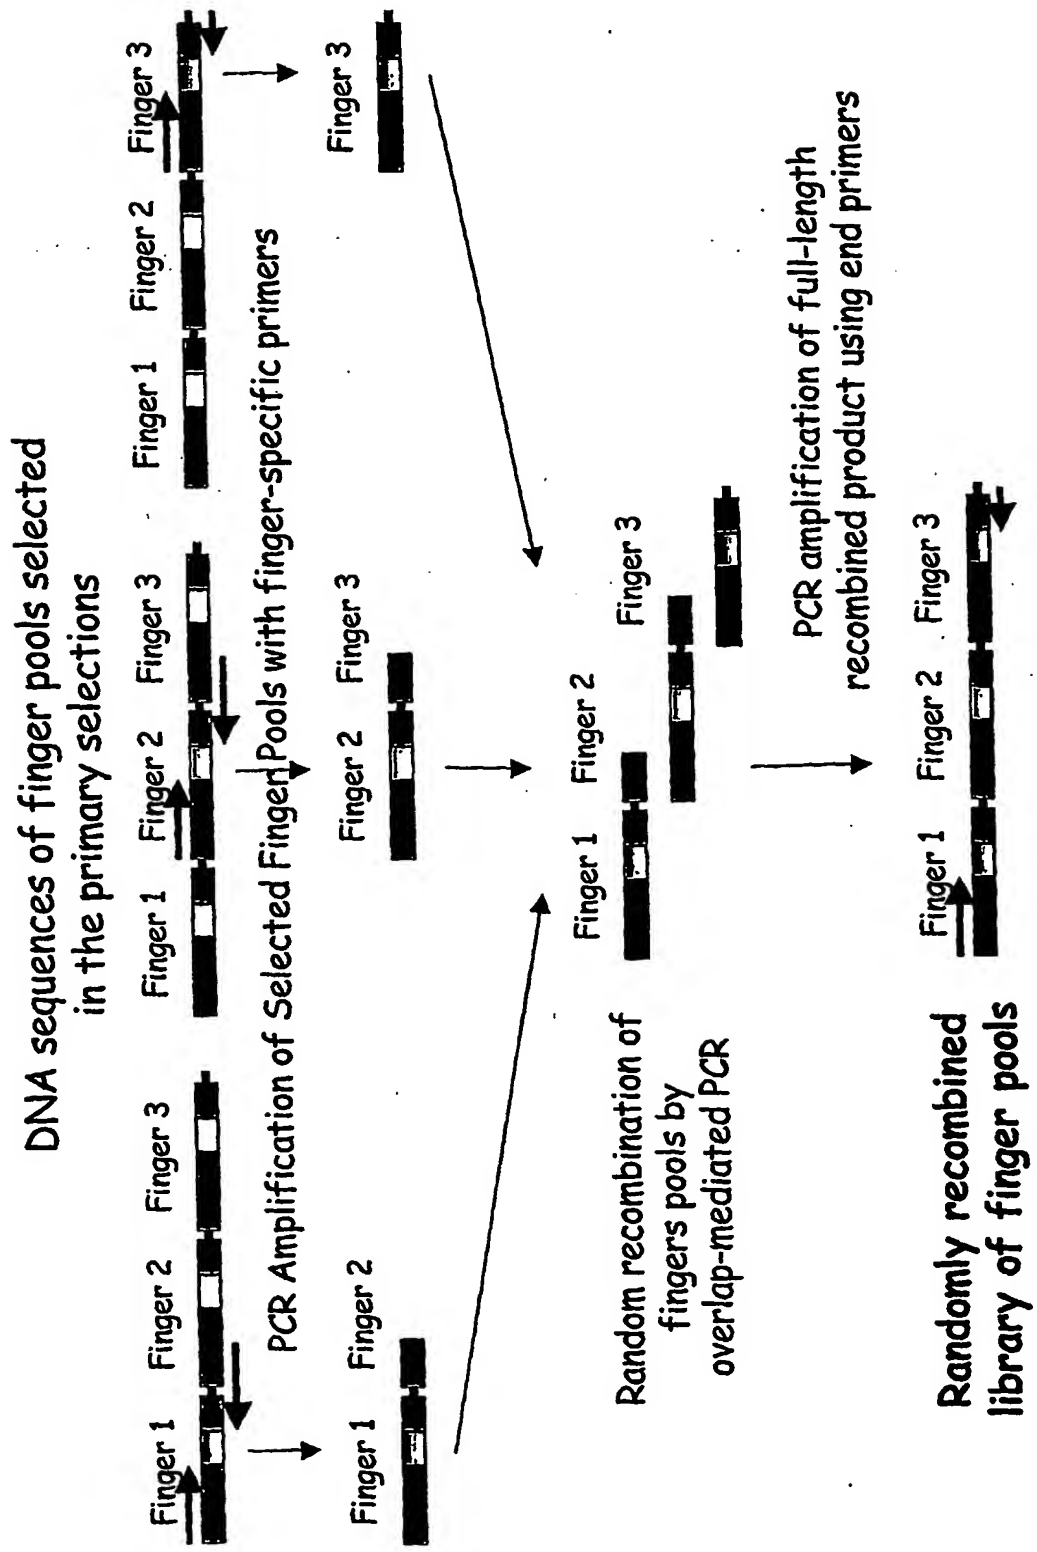 DNA sequences of finger pools selected
in the primary selections
Finger 1 Finger 2 Finger 3
Finger 1 Finger 2 Finger 3
Finger 1 Finger 2 Finger 3
PCR Amplification of Selected Finger Pools with finger-specific primers
Finger 1 Finger 2
Finger 2 Finger 3
Finger 3
Random recombination of
fingers pools by
overlap-mediated PCR
Finger 1 Finger 2 Finger 3
PCR amplification of full-length
recombined product using end primers
Randomly recombined
library of finger pools
Finger 1 Finger 2 Finger 3